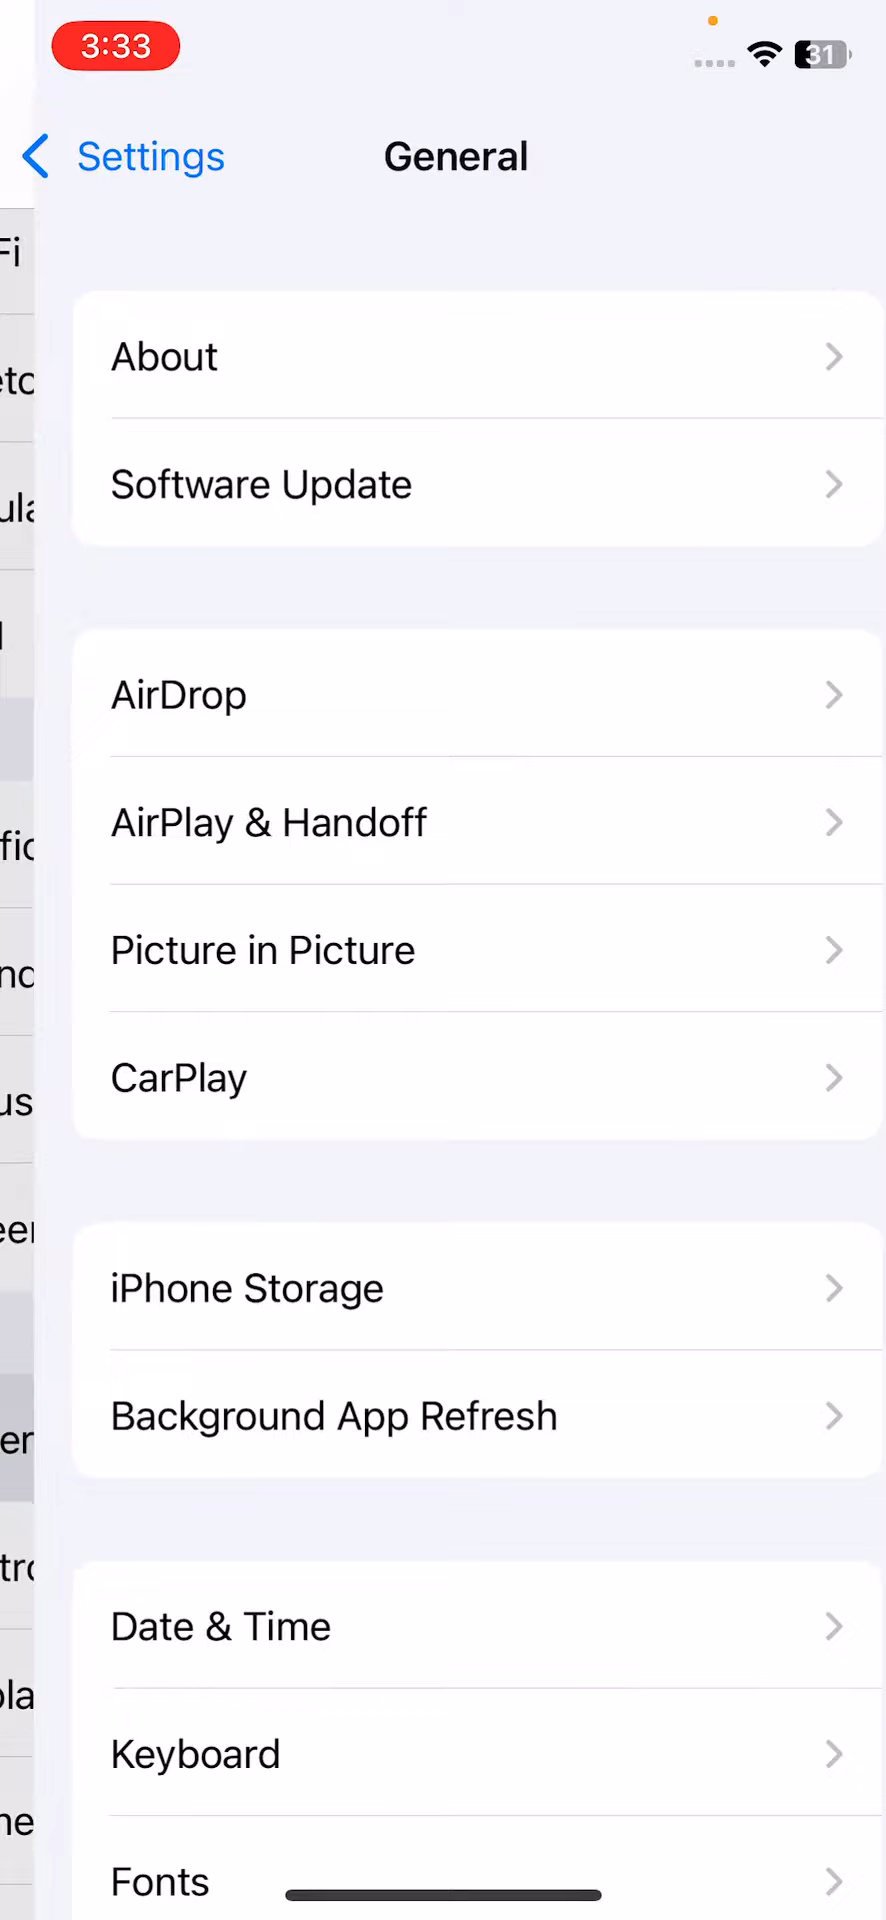 3:33
31
Settings
General
Fi
About
Software Update
AirDrop
AirPlay & Handoff
Picture in Picture
CarPlay
iPhone Storage
Background App Refresh
Date & Time
Keyboard
Fonts